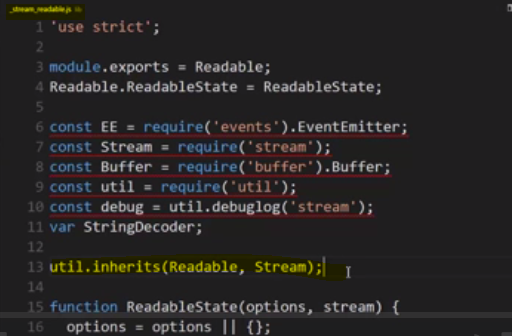 _stream_readable.js
1 'use strict';
2
3 module.exports = Readable;
4 Readable.ReadableState = ReadableState;
5
6 const EE = require('events').EventEmitter;
7 const Stream = require('stream');
8 const Buffer = require('buffer').Buffer;
9 const util = require('util');
10 const debug = util.debuglog('stream');
11 var StringDecoder;
12
13 util.inherits(Readable, Stream);
14
15 function ReadableState(options, stream) {
16 options = options || {};